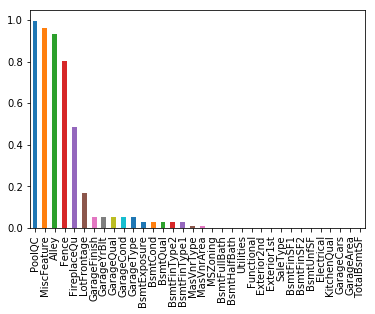 1.0
0.8
0.6
0.4
0.2
0.0
PoolQC
MiscFeature
Alley
Fence
FireplaceQu
LotFrontage
GarageFinish
GarageYrBlt
GarageQual
GarageCond
GarageType
BsmtExposure
BsmtCond
BsmtQual
BsmtFinType2
BsmtFinType1
MasVnrType
MasVnrArea
MSZoning
BsmtFullBath
BsmtHalfBath
Utilities
Functional
Exterior2nd
Exterior1st
SaleType
BsmtFinSF1
BsmtFinSF2
BsmtUnfSF
Electrical
KitchenQual
GarageCars
GarageArea
TotalBsmtSF